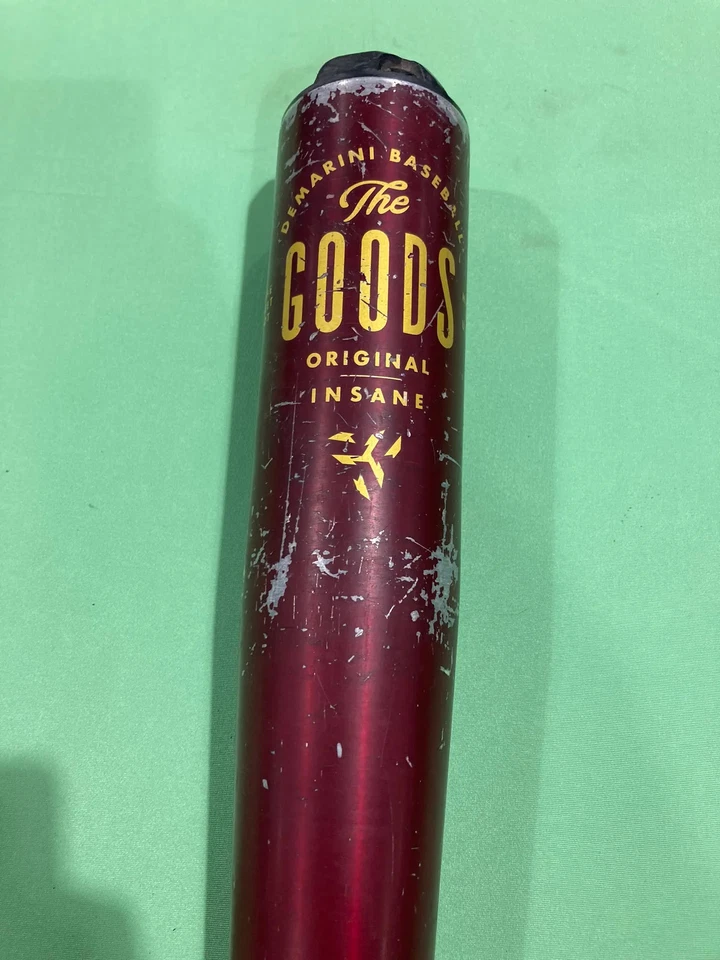 DEMARINI BASEBALL
The
GOODS
ORIGINAL
INSANE